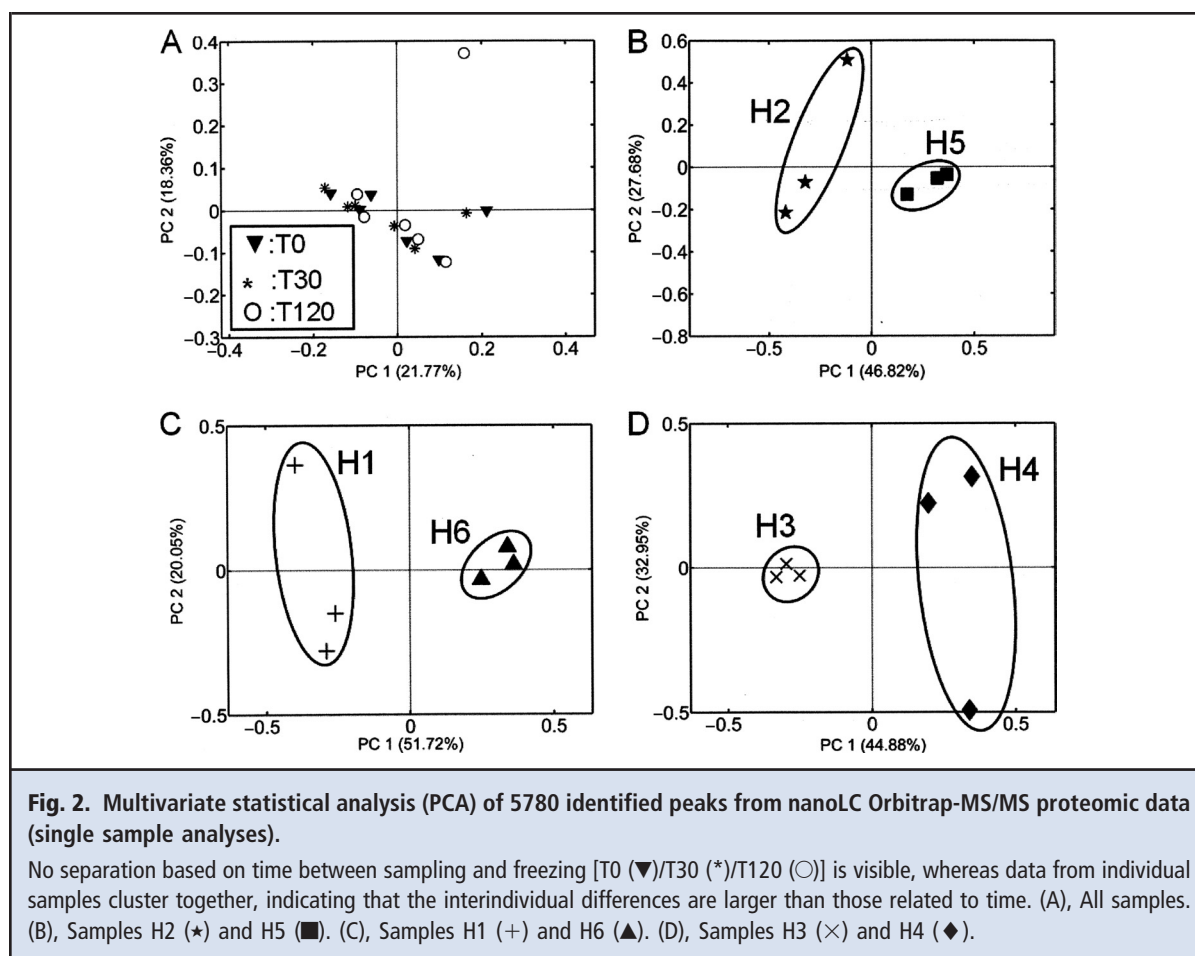 A
0.4
0.3
0.2
0.1
0
−0.1
−0.2
−0.3
PC 2 (18.36%)
▼:T0
* :T30
○ :T120
−0.4 −0.2 0 0.2 0.4
PC 1 (21.77%)
B
0.6
0.4
0.2
0
−0.2
−0.4
−0.6
−0.8
PC 2 (27.68%)
H2
H5
−0.5 0 0.5
PC 1 (46.82%)
C
0.5
0
−0.5
PC 2 (20.05%)
H1
H6
−0.5 0 0.5
PC 1 (51.72%)
D
0.5
0
−0.5
PC 2 (32.95%)
H3
H4
−0.5 0 0.5
PC 1 (44.88%)
Fig. 2. Multivariate statistical analysis (PCA) of 5780 identified peaks from nanoLC Orbitrap-MS/MS proteomic data
(single sample analyses).
No separation based on time between sampling and freezing [T0 (▼)/T30 (*)/T120 (○)] is visible, whereas data from individual
samples cluster together, indicating that the interindividual differences are larger than those related to time. (A), All samples.
(B), Samples H2 (★) and H5 (■). (C), Samples H1 (+) and H6 (▲). (D), Samples H3 (×) and H4 (◆).